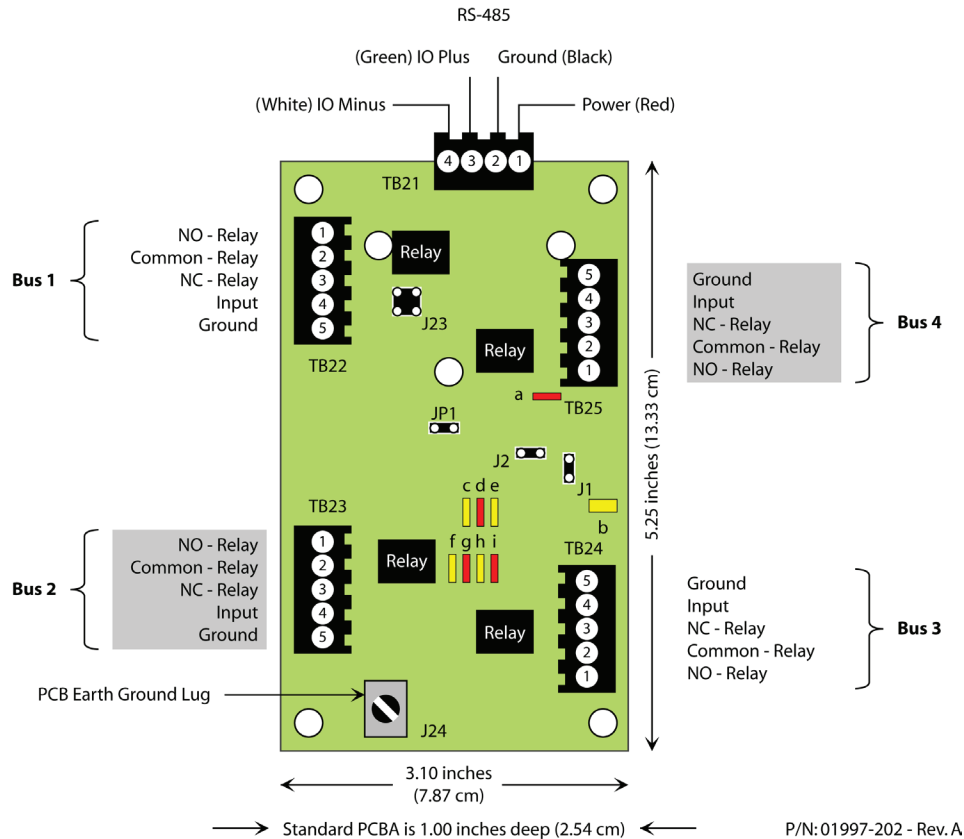 RS-485
(Green) IO Plus
Ground (Black)
(White) IO Minus
Power (Red)
4 3 2 1
TB21
Bus 1
NO - Relay
Common - Relay
NC - Relay
Input
Ground
1
2
3
4
5
TB22
Relay
J23
Relay
5
4
3
2
1
TB25
Ground
Input
NC - Relay
Common - Relay
NO - Relay
Bus 4
a
JP1
J2
J1
b
c d e
f g h i
5.25 inches (13.33 cm)
TB23
Bus 2
NO - Relay
Common - Relay
NC - Relay
Input
Ground
1
2
3
4
5
Relay
Relay
TB24
5
4
3
2
1
Ground
Input
NC - Relay
Common - Relay
NO - Relay
Bus 3
PCB Earth Ground Lug
J24
3.10 inches
(7.87 cm)
Standard PCBA is 1.00 inches deep (2.54 cm)
P/N: 01997-202 - Rev. A